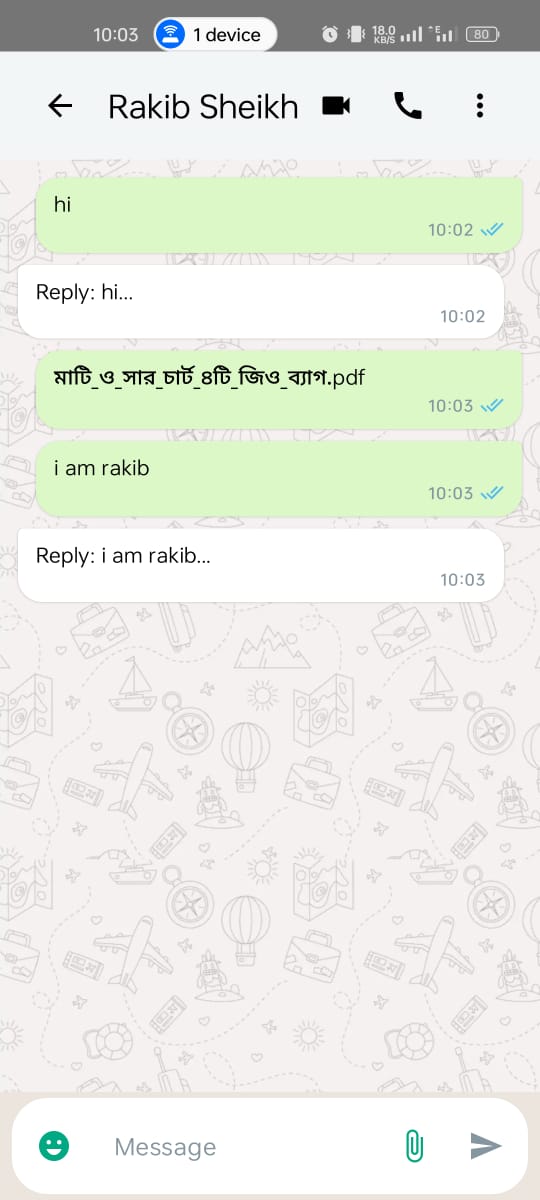 10:03 1 device 18.0 KB/S E 80
Rakib Sheikh
hi
10:02
Reply: hi...
10:02
মাটি_ও_সার_চার্ট_৪টি_জিও_ব্যাগ.pdf
10:03
i am rakib
10:03
Reply: i am rakib...
10:03
Message